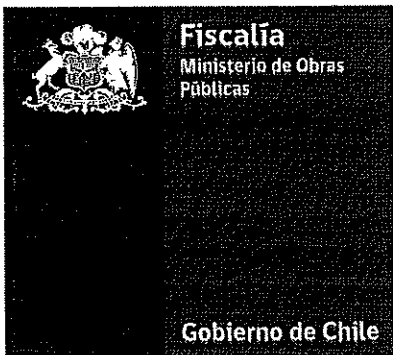 Fiscalía
Ministerio de Obras
Públicas
Gobierno de Chile